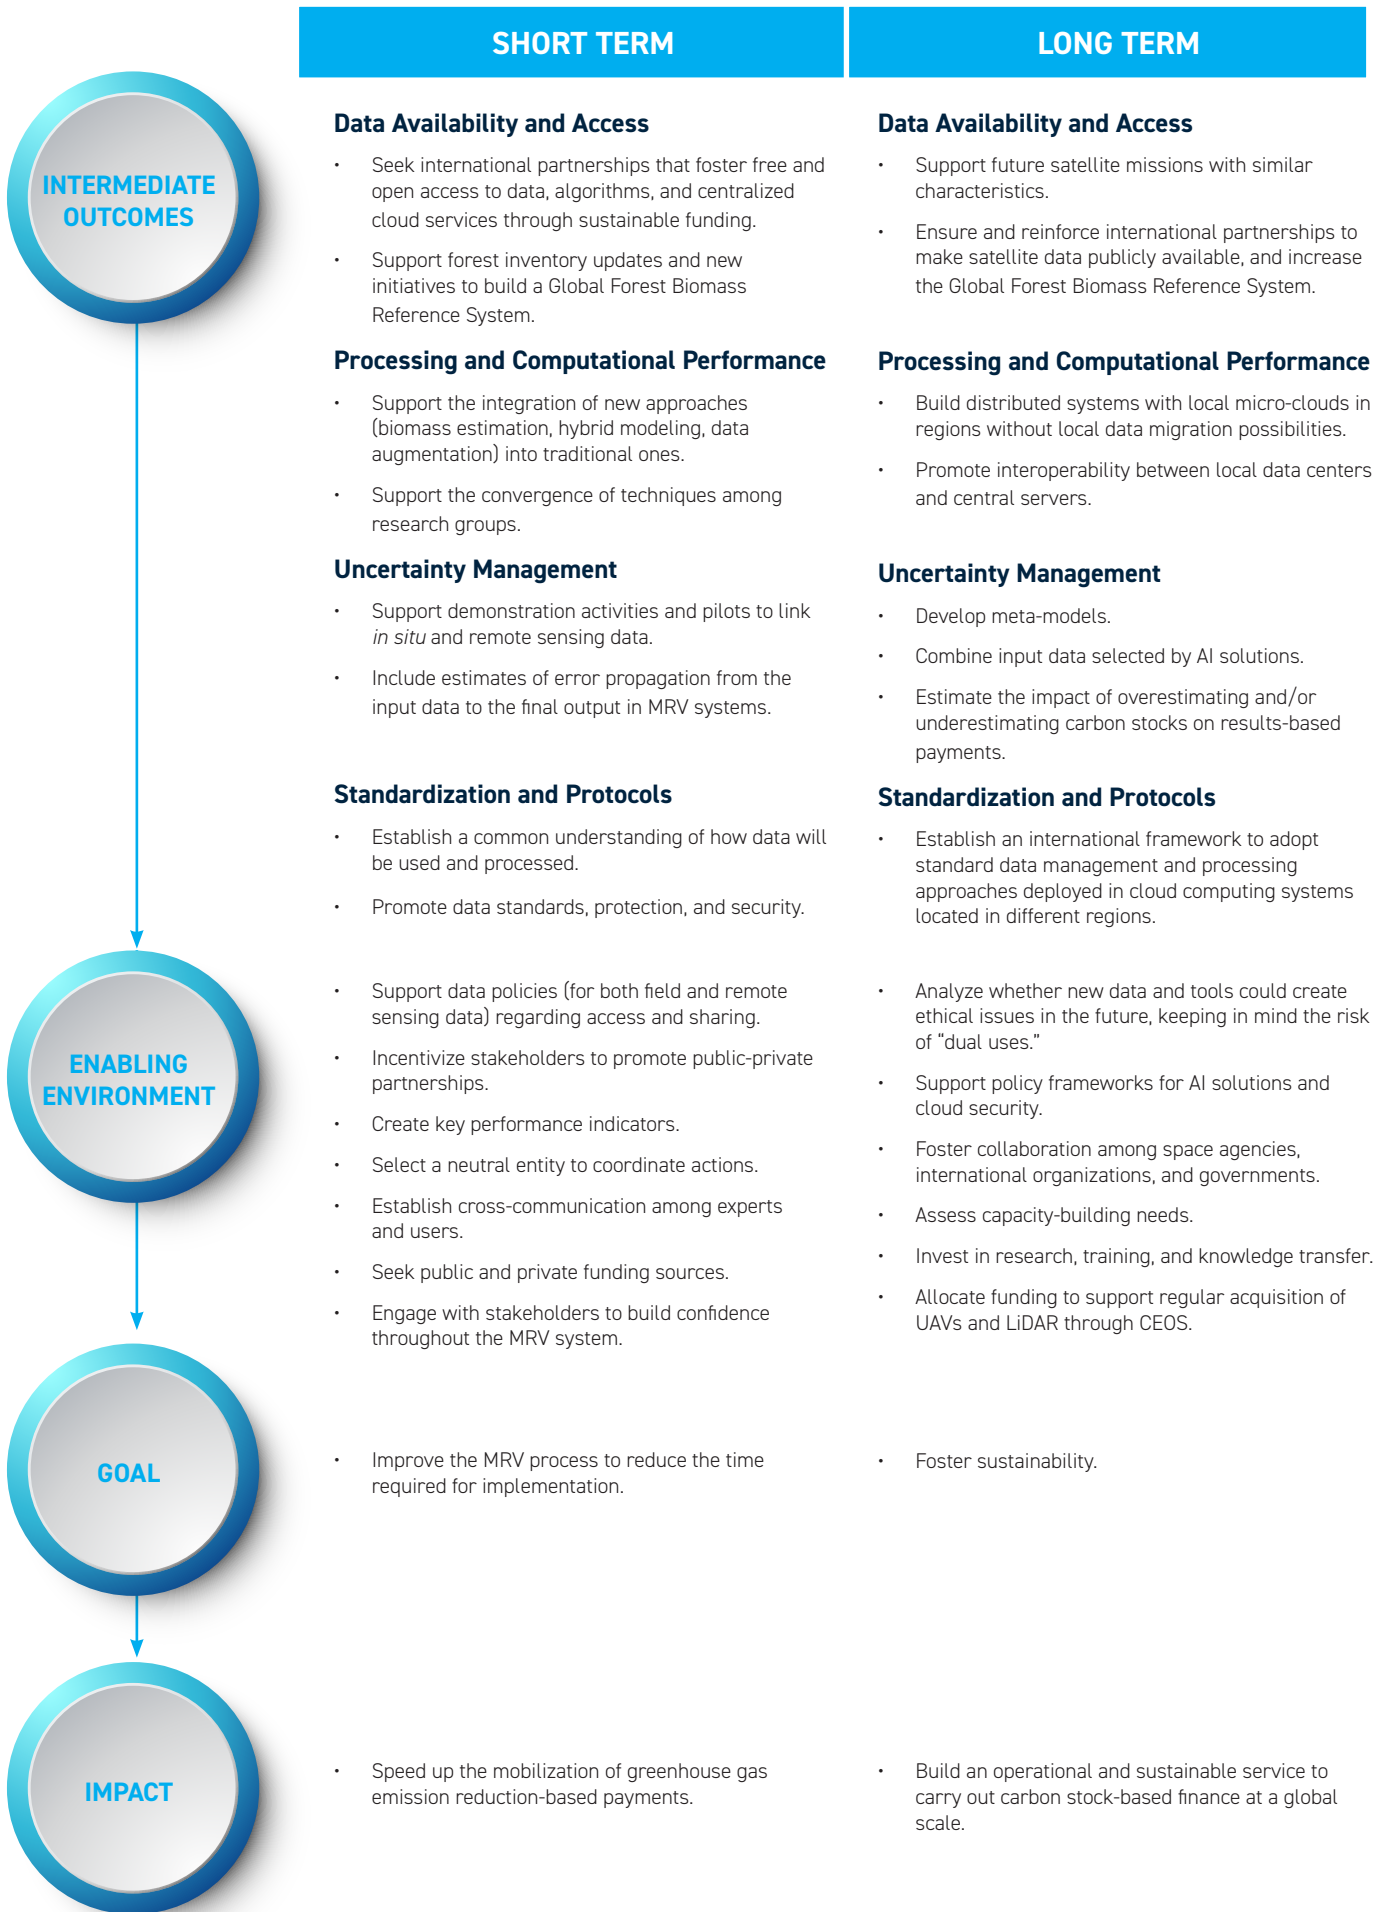 SHORT TERM
LONG TERM
INTERMEDIATE
OUTCOMES
Data Availability and Access
• Seek international partnerships that foster free and
open access to data, algorithms, and centralized
cloud services through sustainable funding.
• Support forest inventory updates and new
initiatives to build a Global Forest Biomass
Reference System.
Processing and Computational Performance
• Support the integration of new approaches
(biomass estimation, hybrid modeling, data
augmentation) into traditional ones.
• Support the convergence of techniques among
research groups.
Uncertainty Management
• Support demonstration activities and pilots to link
in situ and remote sensing data.
• Include estimates of error propagation from the
input data to the final output in MRV systems.
Standardization and Protocols
• Establish a common understanding of how data will
be used and processed.
• Promote data standards, protection, and security.
Data Availability and Access
• Support future satellite missions with similar
characteristics.
• Ensure and reinforce international partnerships to
make satellite data publicly available, and increase
the Global Forest Biomass Reference System.
Processing and Computational Performance
• Build distributed systems with local micro-clouds in
regions without local data migration possibilities.
• Promote interoperability between local data centers
and central servers.
Uncertainty Management
• Develop meta-models.
• Combine input data selected by AI solutions.
• Estimate the impact of overestimating and/or
underestimating carbon stocks on results-based
payments.
Standardization and Protocols
• Establish an international framework to adopt
standard data management and processing
approaches deployed in cloud computing systems
located in different regions.
ENABLING
ENVIRONMENT
• Support data policies (for both field and remote
sensing data) regarding access and sharing.
• Incentivize stakeholders to promote public-private
partnerships.
• Create key performance indicators.
• Select a neutral entity to coordinate actions.
• Establish cross-communication among experts
and users.
• Seek public and private funding sources.
• Engage with stakeholders to build confidence
throughout the MRV system.
• Analyze whether new data and tools could create
ethical issues in the future, keeping in mind the risk
of “dual uses.”
• Support policy frameworks for AI solutions and
cloud security.
• Foster collaboration among space agencies,
international organizations, and governments.
• Assess capacity-building needs.
• Invest in research, training, and knowledge transfer.
• Allocate funding to support regular acquisition of
UAVs and LiDAR through CEOS.
GOAL
• Improve the MRV process to reduce the time
required for implementation.
• Foster sustainability.
IMPACT
• Speed up the mobilization of greenhouse gas
emission reduction-based payments.
• Build an operational and sustainable service to
carry out carbon stock-based finance at a global
scale.